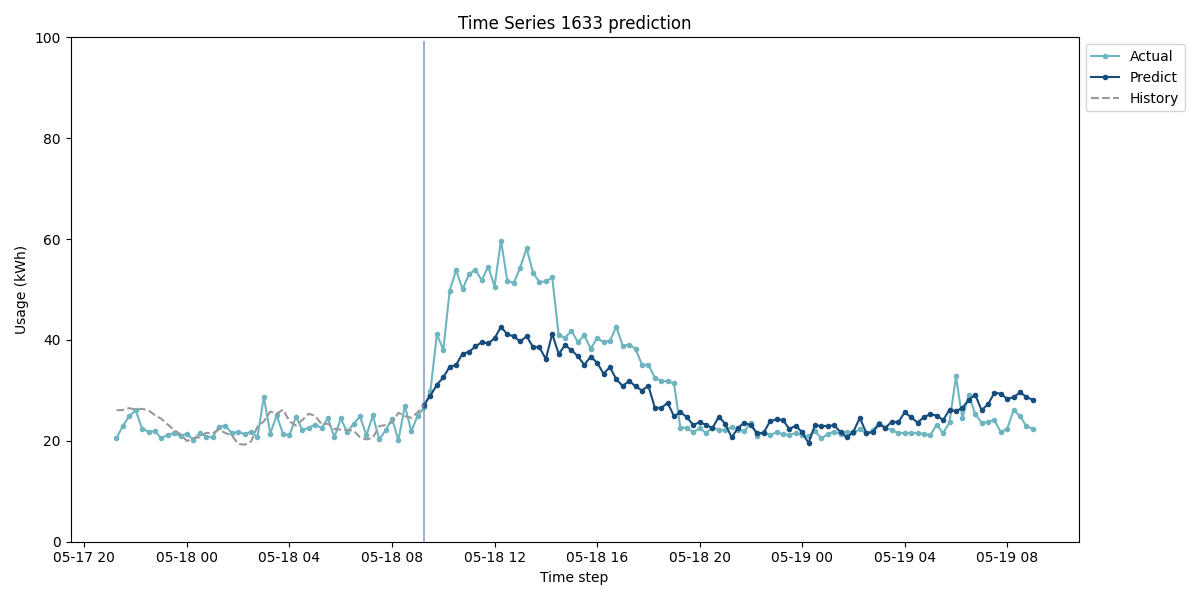 Time Series 1633 prediction
Usage (kWh)
100
80
60
40
20
0
05-17 20
05-18 00
05-18 04
05-18 08
05-18 12
05-18 16
05-18 20
05-19 00
05-19 04
05-19 08
Time step
Actual
Predict
History